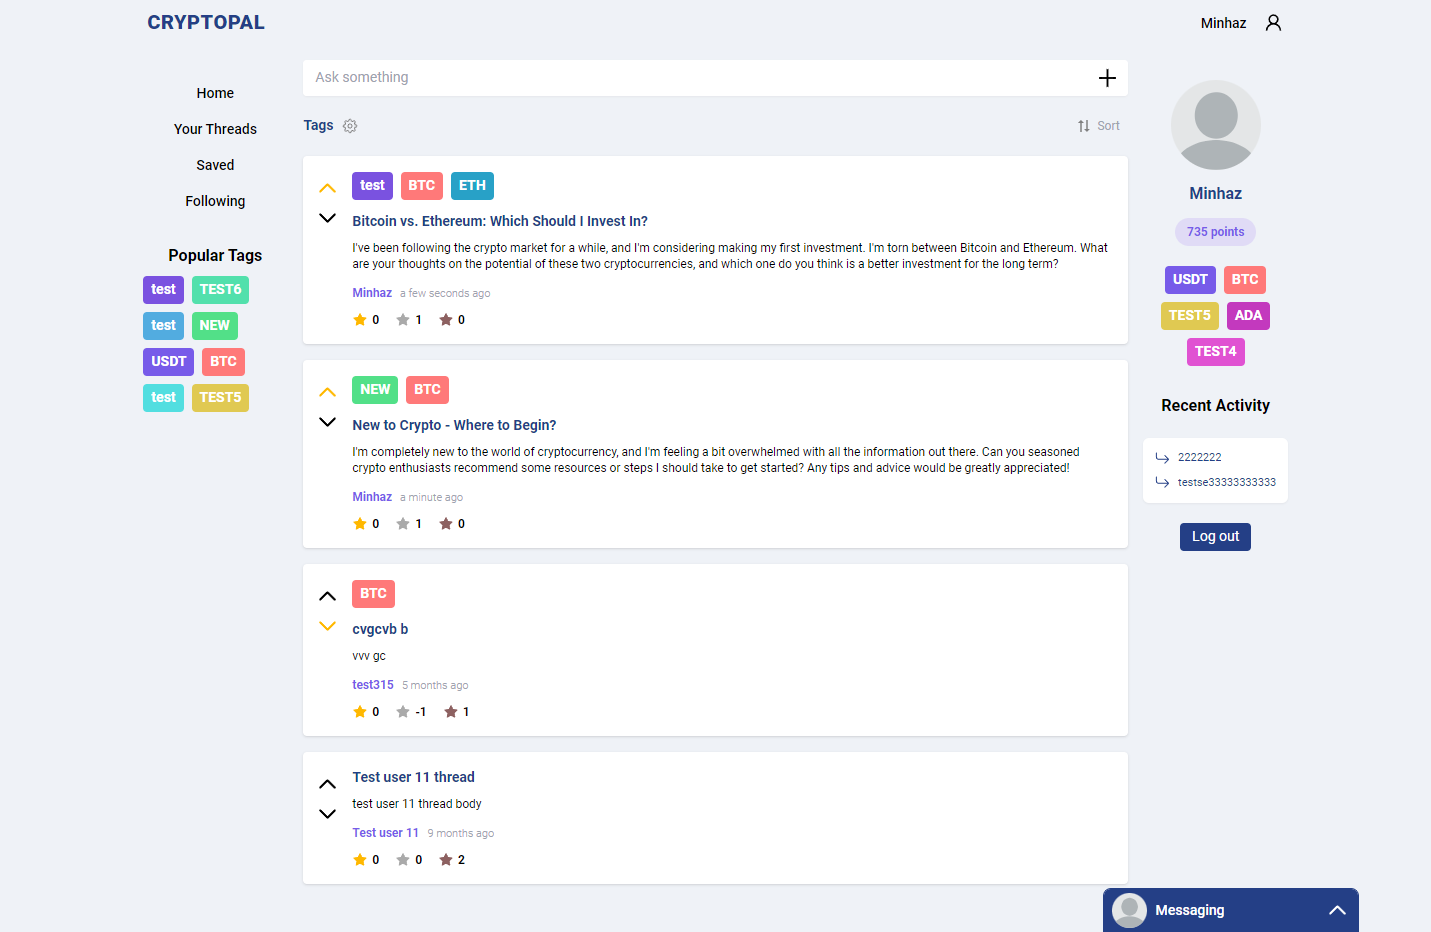 CRYPTOPAL
Minhaz
Home
Your Threads
Saved
Following
Popular Tags
test TEST6
test NEW
USDT BTC
test TEST5
Ask something
Tags
Sort
test BTC ETH
Bitcoin vs. Ethereum: Which Should I Invest In?
I've been following the crypto market for a while, and I'm considering making my first investment. I'm torn between Bitcoin and Ethereum. What
are your thoughts on the potential of these two cryptocurrencies, and which one do you think is a better investment for the long term?
Minhaz a few seconds ago
0 1 0
NEW BTC
New to Crypto - Where to Begin?
I'm completely new to the world of cryptocurrency, and I'm feeling a bit overwhelmed with all the information out there. Can you seasoned
crypto enthusiasts recommend some resources or steps I should take to get started? Any tips and advice would be greatly appreciated!
Minhaz a minute ago
0 1 0
BTC
cvgcvb b
vvv gc
test315 5 months ago
0 -1 1
Test user 11 thread
test user 11 thread body
Test user 11 9 months ago
0 0 2
Minhaz
735 points
USDT BTC
TEST5 ADA
TEST4
Recent Activity
2222222
testse33333333333
Log out
Messaging